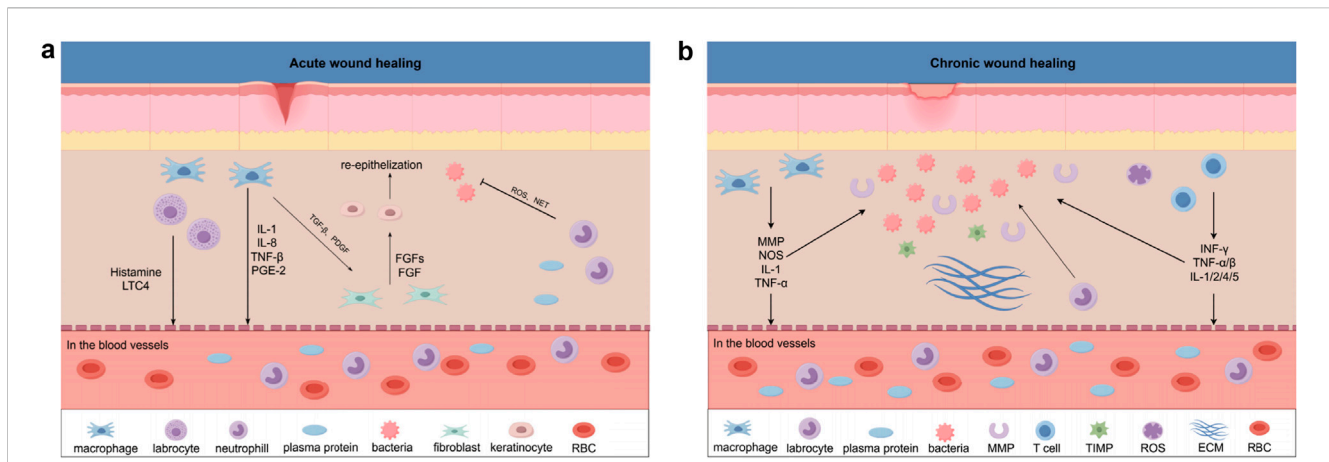 a
Acute wound healing
re-epithelization
ROS, NET
TGF-β, PDGF
IL-1
IL-8
TNF-β
PGE-2
FGFs
FGF
Histamine
LTC4
In the blood vessels
macrophage labrocyte neutrophill plasma protein bacteria fibroblast keratinocyte RBC
b
Chronic wound healing
MMP
NOS
IL-1
TNF-α
INF-γ
TNF-α/β
IL-1/2/4/5
In the blood vessels
macrophage labrocyte plasma protein bacteria MMP T cell TIMP ROS ECM RBC